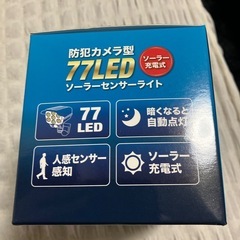 防犯カメラ型
77LED
ソーラー
充電式
ソーラーセンサーライト
77
LED
暗くなると
自動点灯
人感センサー
感知
ソーラー
充電式